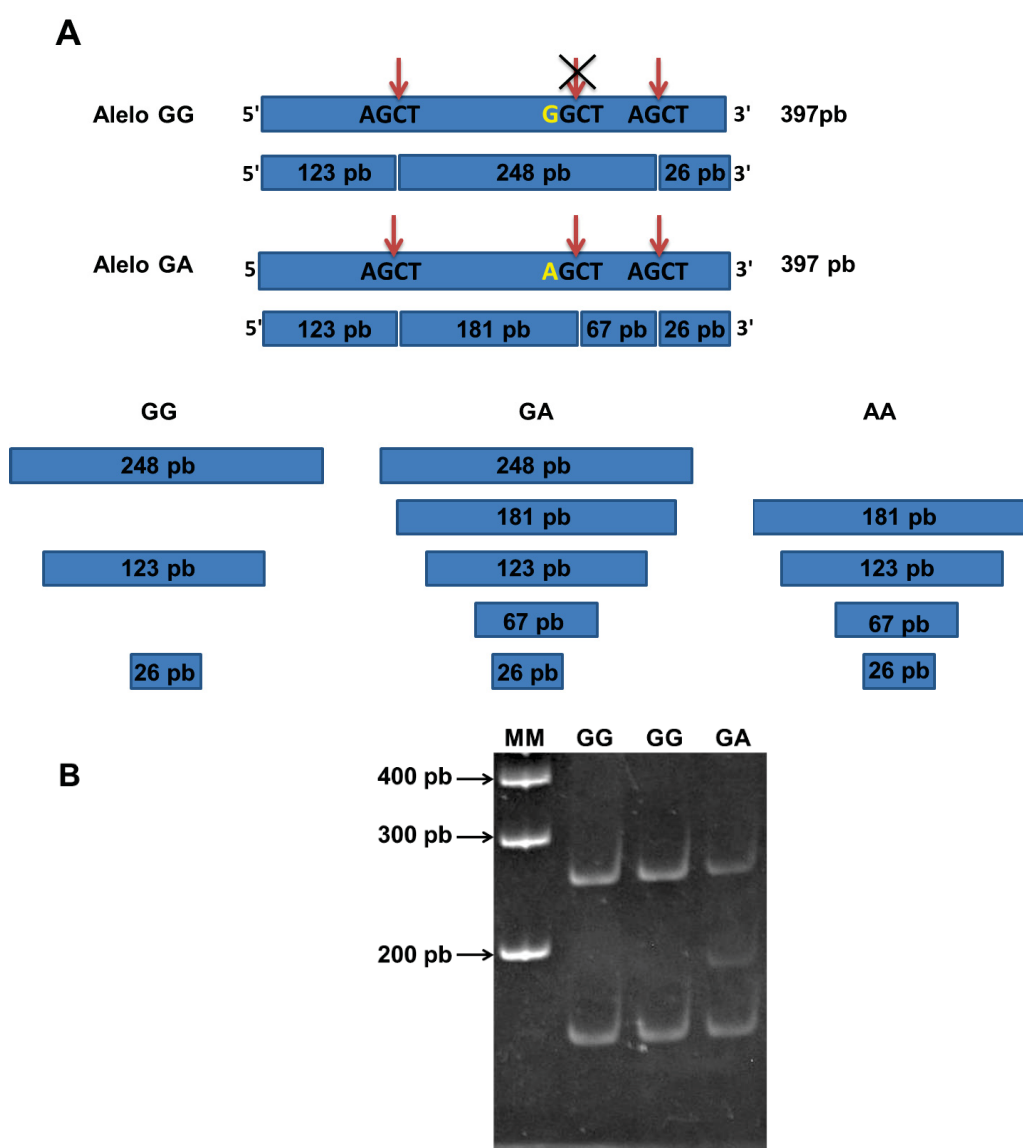 A
Alelo GG 5' AGCT GGCT AGCT 3' 397pb
5' 123 pb 248 pb 26 pb 3'
Alelo GA 5 AGCT AGCT AGCT 3' 397 pb
5' 123 pb 181 pb 67 pb 26 pb 3'
GG GA AA
248 pb 248 pb
181 pb 181 pb
123 pb 123 pb 123 pb
67 pb 67 pb
26 pb 26 pb 26 pb
MM GG GG GA
B
400 pb
300 pb
200 pb